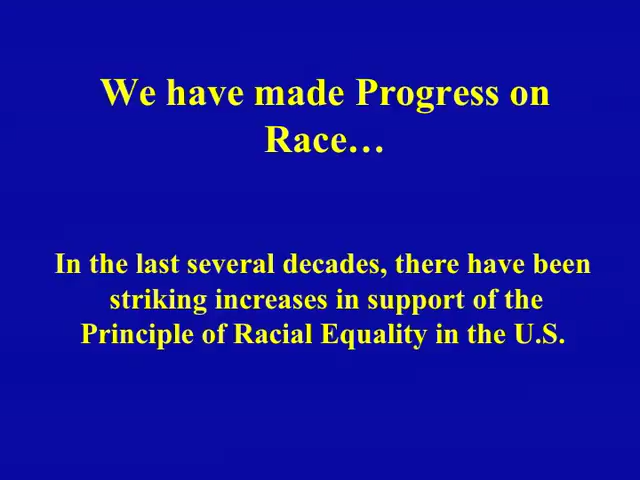 We have made Progress on
Race…
In the last several decades, there have been
striking increases in support of the
Principle of Racial Equality in the U.S.